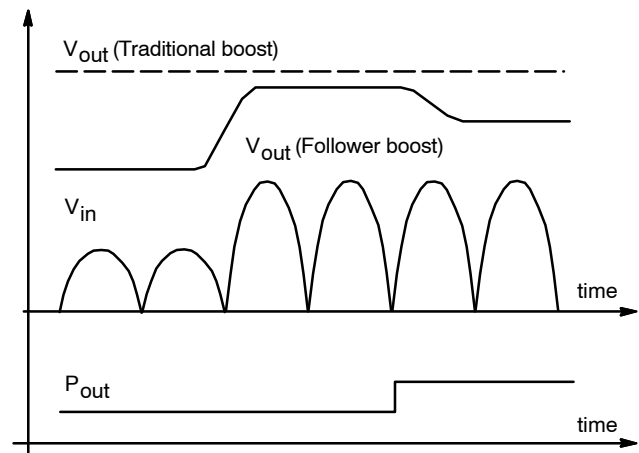 Vout (Traditional boost)
Vout (Follower boost)
Vin
time
Pout
time